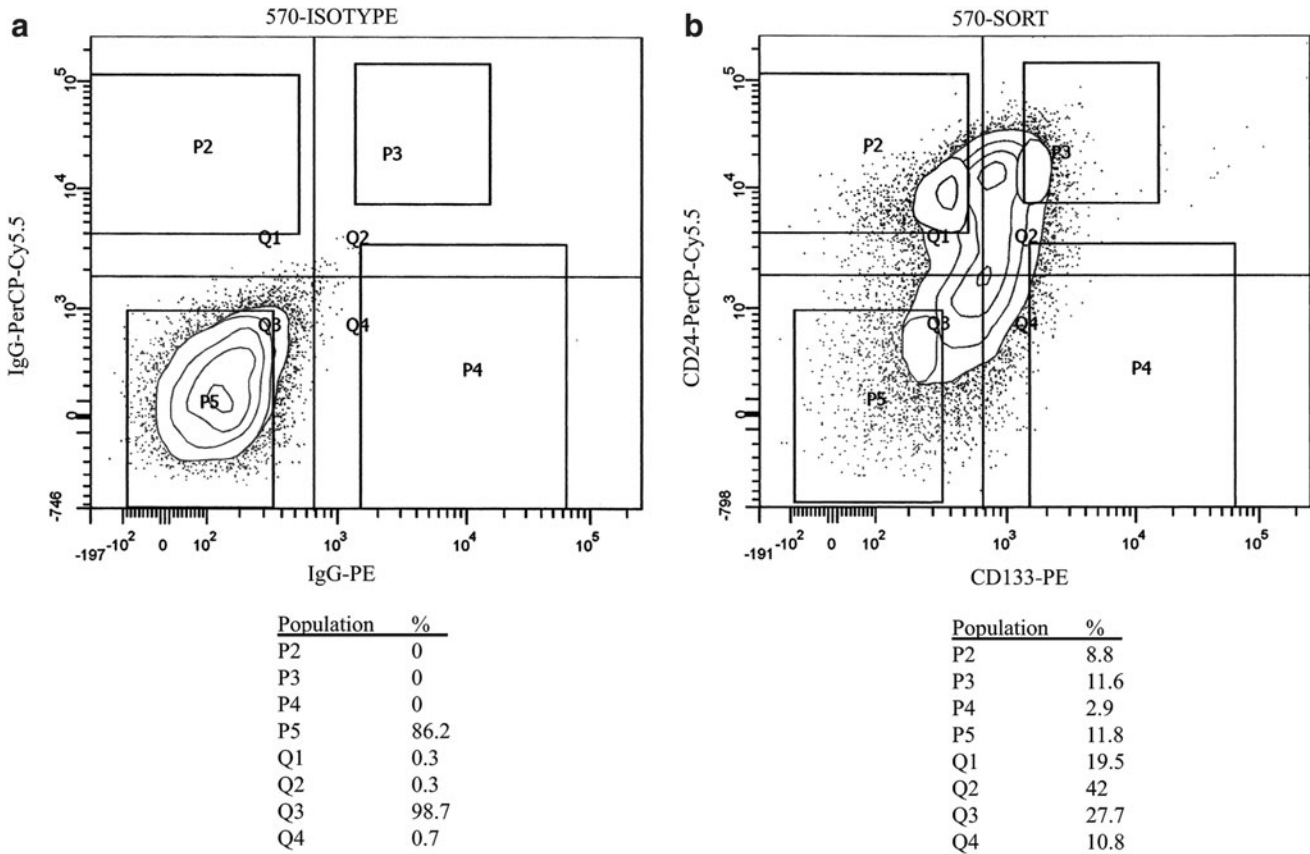 a
570-ISOTYPE
IgG-PerCP-Cy5.5
10^5
10^4
10^3
0
-746
P2
P3
Q1
Q2
Q3
Q4
P4
P5
-197
-10^2
0
10^2
10^3
10^4
10^5
IgG-PE
Population %
P2 0
P3 0
P4 0
P5 86.2
Q1 0.3
Q2 0.3
Q3 98.7
Q4 0.7
b
570-SORT
CD24-PerCP-Cy5.5
10^5
10^4
10^3
0
-798
P2
P3
Q1
Q2
Q3
Q4
P4
P5
-191
-10^2
0
10^2
10^3
10^4
10^5
CD133-PE
Population %
P2 8.8
P3 11.6
P4 2.9
P5 11.8
Q1 19.5
Q2 42
Q3 27.7
Q4 10.8